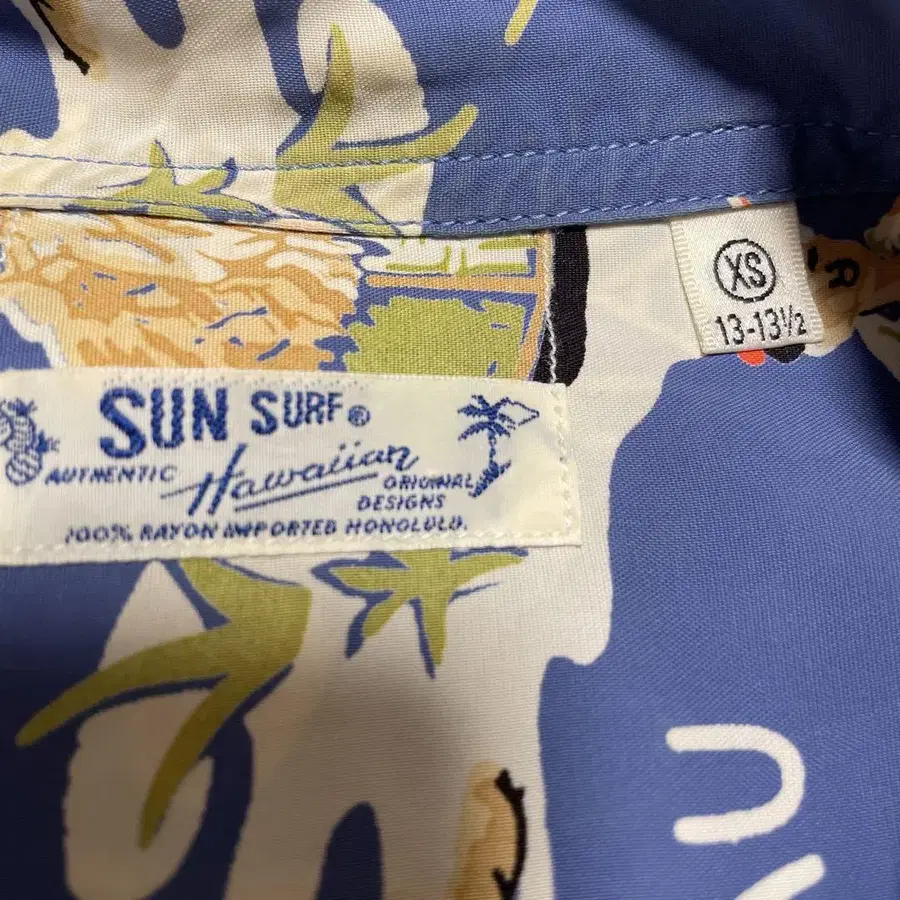 XS
13-13½
R
SUN SURF®
AUTHENTIC Hawaiian ORIGINAL
DESIGNS
100% RAYON IMPORTED HONOLULU.